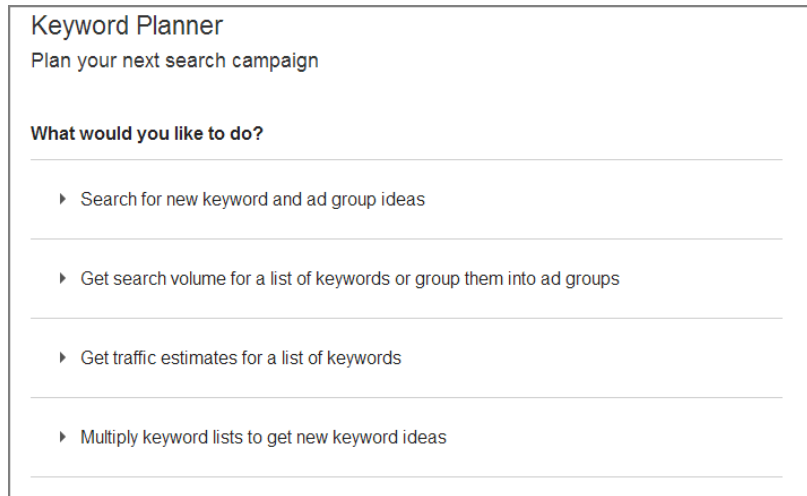 Keyword Planner
Plan your next search campaign
What would you like to do?
Search for new keyword and ad group ideas
Get search volume for a list of keywords or group them into ad groups
Get traffic estimates for a list of keywords
Multiply keyword lists to get new keyword ideas